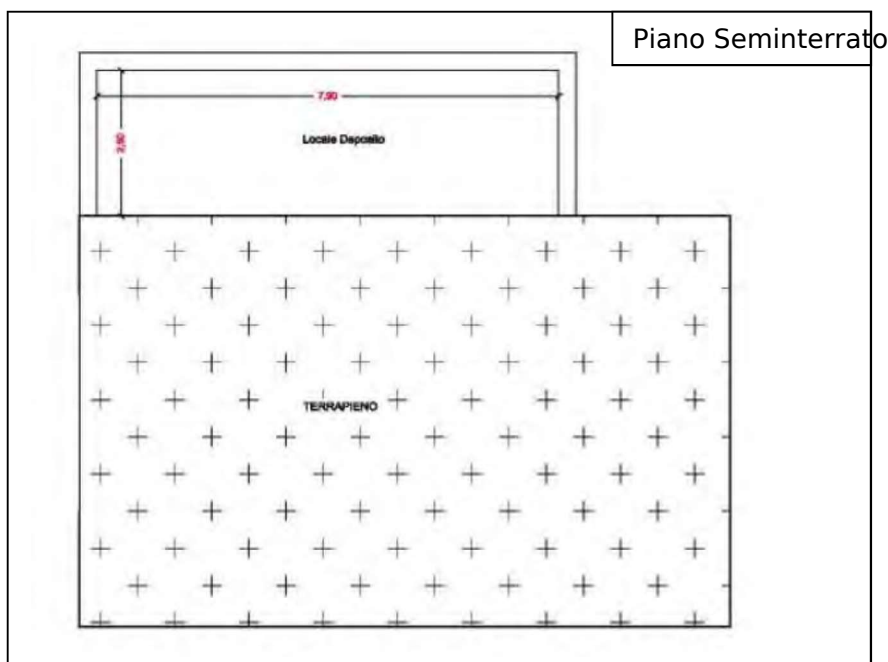 Piano Seminterrato
7,90
2,50
Locale Deposito
TERRAPIENO